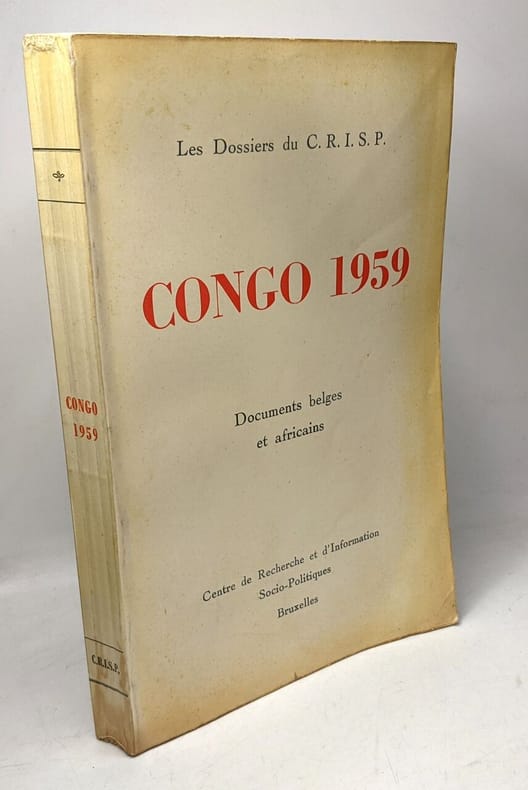 Les Dossiers du C. R. I. S. P.
CONGO 1959
Documents belges
et africains
Centre de Recherche et d'Information
Socio-Politiques
Bruxelles
CONGO
1959
C.R.I.S.P.